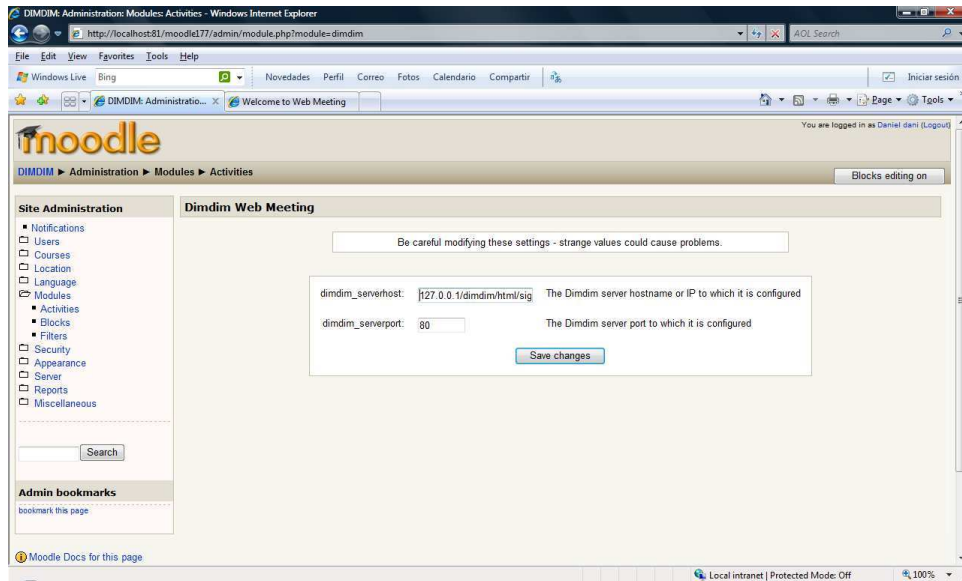 DIMDIM: Administration: Modules: Activities - Windows Internet Explorer
http://localhost:81/moodle177/admin/module.php?module=dimdim
AOL Search
File Edit View Favorites Tools Help
Windows Live Bing Novedades Perfil Correo Fotos Calendario Compartir Iniciar sesión
DIMDIM: Administratio... Welcome to Web Meeting Page Tools
moodle
You are logged in as Daniel dani (Logout)
DIMDIM ► Administration ► Modules ► Activities
Blocks editing on
Site Administration
Notifications
Users
Courses
Location
Language
Modules
Activities
Blocks
Filters
Security
Appearance
Server
Reports
Miscellaneous
Search
Admin bookmarks
bookmark this page
Dimdim Web Meeting
Be careful modifying these settings - strange values could cause problems.
dimdim_serverhost: 127.0.0.1/dimdim/html/sig The Dimdim server hostname or IP to which it is configured
dimdim_serverport: 80 The Dimdim server port to which it is configured
Save changes
Moodle Docs for this page
Local intranet | Protected Mode: Off 100%